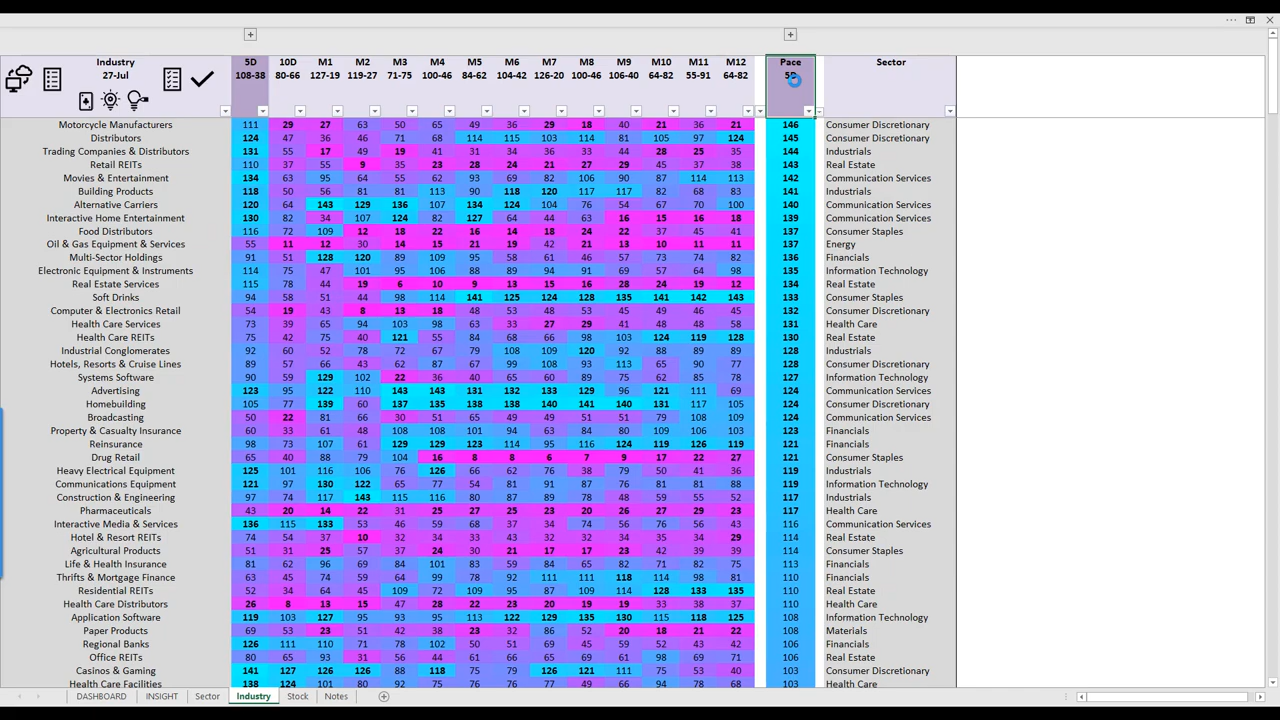 Industry 5D 10D M1 M2 M3 M4 M5 M6 M7 M8 M9 M10 M11 M12 Pace Sector
27-Jul 108-38 80-66 127-19 119-27 71-75 100-46 84-62 104-42 126-20 100-46 106-40 64-82 55-91 64-82
Motorcycle Manufacturers 111 29 27 63 50 65 49 36 29 18 40 21 36 21 146 Consumer Discretionary
Distributors 124 47 36 46 71 68 114 115 103 114 81 105 97 124 145 Consumer Discretionary
Trading Companies & Distributors 131 55 17 49 19 41 31 34 33 44 66 28 25 35 144 Industrials
Retail REITs 110 37 55 9 35 23 28 24 21 27 29 45 37 38 143 Real Estate
Movies & Entertainment 134 63 95 64 55 62 93 69 82 106 90 87 114 113 142 Communication Services
Building Products 118 50 56 81 81 113 90 118 120 117 117 82 68 83 141 Industrials
Alternative Carriers 120 64 143 129 136 107 134 124 104 76 54 67 70 100 140 Communication Services
Interactive Home Entertainment 130 82 34 107 124 82 127 64 44 63 16 15 16 18 139 Communication Services
Food Distributors 116 72 109 12 18 22 16 14 18 24 22 37 45 41 137 Consumer Staples
Oil & Gas Equipment & Services 55 11 12 30 14 15 21 19 42 21 13 10 11 11 137 Energy
Multi-Sector Holdings 91 51 128 120 89 109 95 58 61 46 57 73 74 82 136 Financials
Electronic Equipment & Instruments 114 75 47 101 95 106 88 89 94 91 69 57 64 98 135 Information Technology
Real Estate Services 115 78 44 19 6 10 9 13 15 16 28 24 19 12 134 Real Estate
Soft Drinks 94 58 51 44 98 114 141 125 124 128 135 141 142 143 133 Consumer Staples
Computer & Electronics Retail 54 19 43 8 13 18 48 53 52 53 45 49 46 45 132 Consumer Discretionary
Health Care Services 73 39 65 94 103 98 63 33 27 29 41 48 48 58 131 Health Care
Health Care REITs 75 42 75 40 121 55 84 68 66 98 103 124 119 128 130 Real Estate
Industrial Conglomerates 92 60 52 78 72 67 79 108 109 120 92 88 89 89 128 Industrials
Hotels, Resorts & Cruise Lines 89 57 66 43 62 87 67 99 108 93 113 65 90 77 128 Consumer Discretionary
Systems Software 90 59 129 102 22 36 40 65 60 89 75 62 85 78 127 Information Technology
Advertising 123 95 122 110 143 143 131 132 133 129 96 121 111 69 124 Communication Services
Homebuilding 132 107 139 60 137 135 138 138 140 141 140 131 117 105 124 Consumer Discretionary
Broadcasting 50 22 81 66 30 51 65 49 49 51 51 79 108 109 124 Communication Services
Property & Casualty Insurance 60 33 61 48 108 108 101 94 63 84 80 109 106 103 123 Financials
Reinsurance 98 73 107 61 129 129 123 114 95 116 124 119 126 119 121 Financials
Drug Retail 65 40 88 79 104 16 8 8 6 7 9 17 22 27 121 Consumer Staples
Heavy Electrical Equipment 125 101 116 106 76 126 66 62 76 38 79 50 41 36 119 Industrials
Communications Equipment 121 97 130 122 65 77 54 81 91 87 76 81 81 88 119 Information Technology
Construction & Engineering 97 74 117 143 115 116 80 87 89 78 48 59 55 52 117 Industrials
Pharmaceuticals 43 20 14 22 31 25 27 25 23 20 26 27 29 23 117 Health Care
Interactive Media & Services 136 115 133 53 46 59 68 37 34 74 56 76 56 43 116 Communication Services
Hotel & Resort REITs 74 54 37 10 32 34 33 43 32 32 34 35 34 29 114 Real Estate
Agricultural Products 51 31 25 57 37 24 30 21 17 17 23 42 39 39 114 Consumer Staples
Life & Health Insurance 81 62 96 69 84 101 83 59 84 65 82 71 82 75 113 Financials
Thrifts & Mortgage Finance 63 45 74 59 64 99 78 92 111 111 118 114 98 81 110 Financials
Residential REITs 52 34 64 45 109 72 109 95 87 94 110 128 133 135 110 Real Estate
Health Care Distributors 26 8 13 15 47 28 22 23 20 19 19 33 38 37 110 Health Care
Application Software 119 103 127 95 93 95 113 122 129 135 130 115 118 125 108 Information Technology
Paper Products 69 53 23 51 42 38 23 32 86 52 20 18 21 22 108 Materials
Regional Banks 126 111 110 71 78 102 50 51 69 45 59 52 43 42 106 Financials
Office REITs 80 65 93 31 56 44 61 66 65 69 61 98 69 71 106 Real Estate
Casinos & Gaming 141 127 126 126 88 118 75 79 126 121 111 53 53 40 103 Consumer Discretionary
Health Care Facilities 138 124 101 80 92 75 76 76 77 69 94 78 74 68 103 Health Care
DASHBOARD INSIGHT Sector Industry Stock Notes